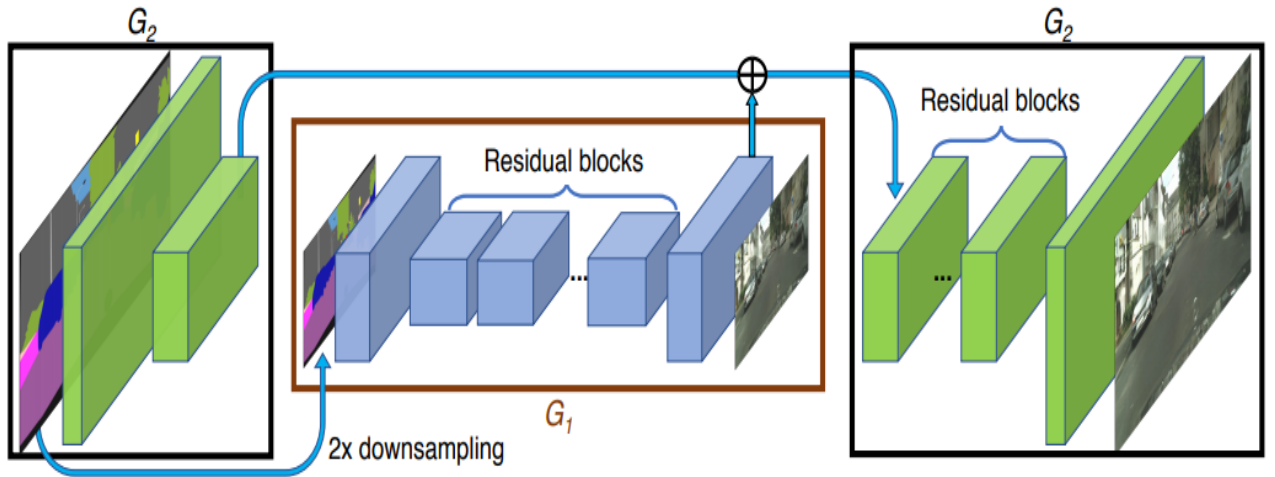 G2
G2
Residual blocks
Residual blocks
...
...
G1
2x downsampling